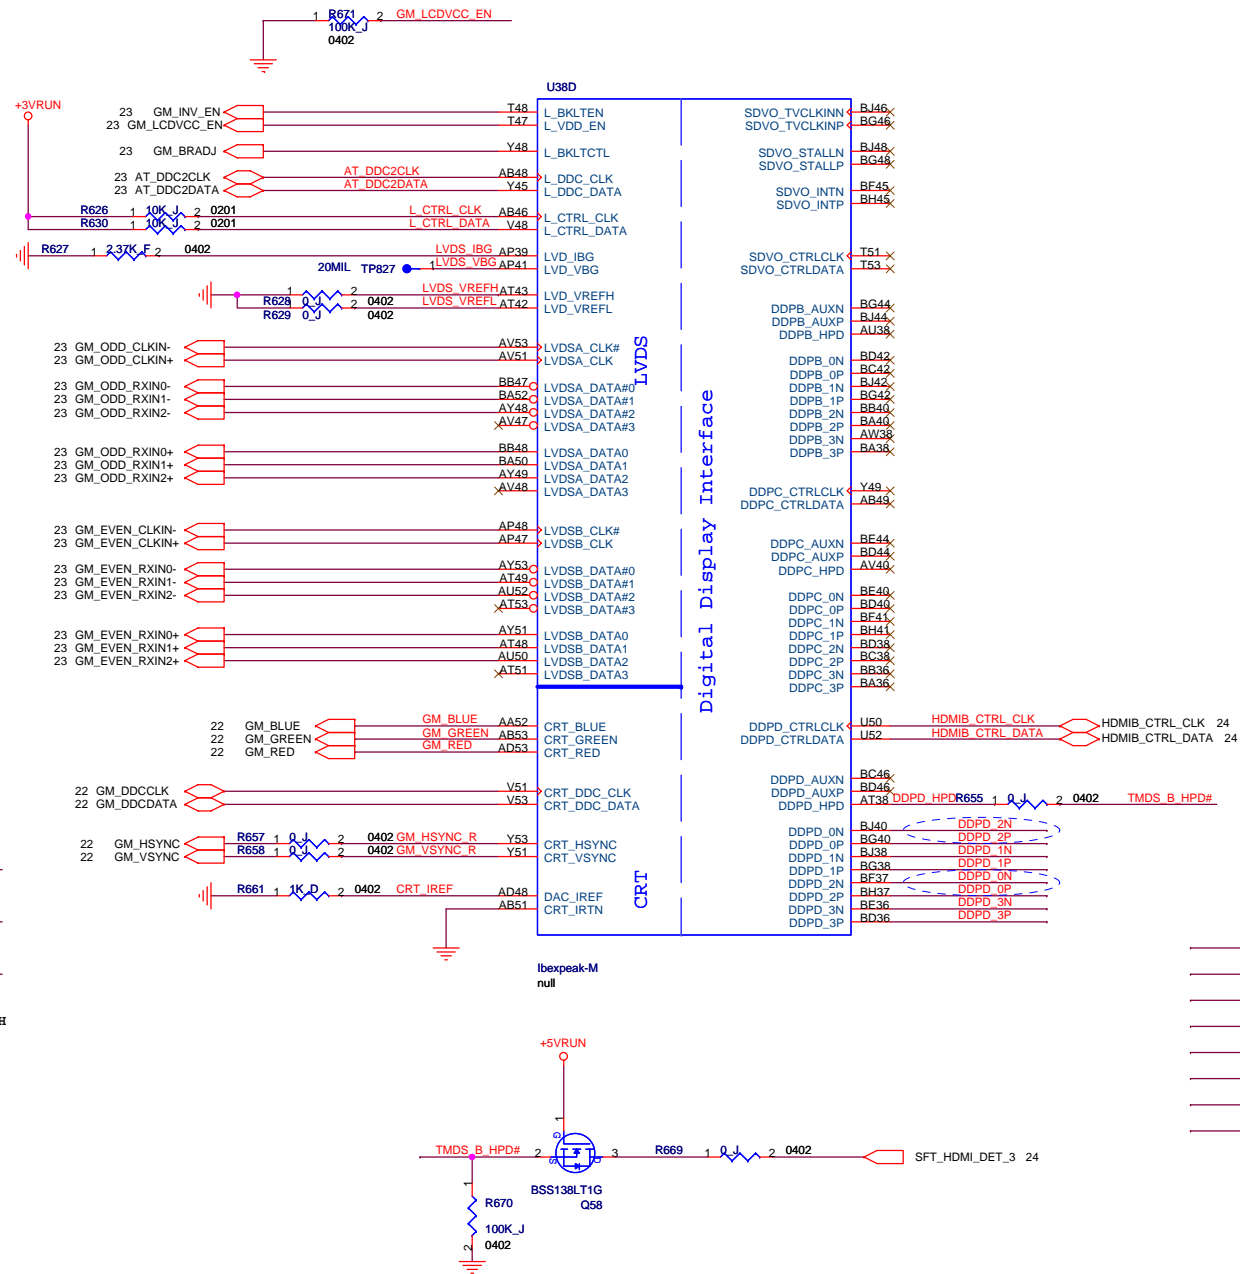 1 R671 2 GM_LCDVCC_EN
100K_J
0402
U38D
+3VRUN
23 GM_INV_EN T48 L_BKLTEN SDVO_TVCLKINN BJ46
23 GM_LCDVCC_EN T47 L_VDD_EN SDVO_TVCLKINP BG46
23 GM_BRADJ Y48 L_BKLTCTL SDVO_STALLN BJ48
SDVO_STALLP BG48
23 AT_DDC2CLK AT_DDC2CLK AB48 L_DDC_CLK
23 AT_DDC2DATA AT_DDC2DATA Y45 L_DDC_DATA SDVO_INTN BF45
SDVO_INTP BH45
R626 1 10K_J 2 0201 L_CTRL_CLK AB46 L_CTRL_CLK
R630 1 10K_J 2 0201 L_CTRL_DATA V48 L_CTRL_DATA
R627 1 2.37K_F 2 0402 LVDS_IBG AP39 LVD_IBG SDVO_CTRLCLK T51
20MIL TP827 1 LVDS_VBG AP41 LVD_VBG SDVO_CTRLDATA T53
R628 1 0_J 2 0402 LVDS_VREFH AT43 LVD_VREFH
R629 0_J 2 0402 LVDS_VREFL AT42 LVD_VREFL
DDPB_AUXN BG44
DDPB_AUXP BJ44
DDPB_HPD AU38
23 GM_ODD_CLKIN- AV53 LVDSA_CLK#
23 GM_ODD_CLKIN+ AV51 LVDSA_CLK DDPB_0N BD42
DDPB_0P BC42
23 GM_ODD_RXIN0- BB47 LVDSA_DATA#0 DDPB_1N BJ42
23 GM_ODD_RXIN1- BA52 LVDSA_DATA#1 DDPB_1P BG42
23 GM_ODD_RXIN2- AY48 LVDSA_DATA#2 DDPB_2N BB40
AV47 LVDSA_DATA#3 DDPB_2P BA40
DDPB_3N AW38
23 GM_ODD_RXIN0+ BB48 LVDSA_DATA0 DDPB_3P BA38
23 GM_ODD_RXIN1+ BA50 LVDSA_DATA1
23 GM_ODD_RXIN2+ AY49 LVDSA_DATA2
AV48 LVDSA_DATA3 DDPC_CTRLCLK Y49
DDPC_CTRLDATA AB49
LVDS
Digital Display Interface
23 GM_EVEN_CLKIN- AP48 LVDSB_CLK#
23 GM_EVEN_CLKIN+ AP47 LVDSB_CLK DDPC_AUXN BE44
DDPC_AUXP BD44
23 GM_EVEN_RXIN0- AY53 LVDSB_DATA#0 DDPC_HPD AV40
23 GM_EVEN_RXIN1- AT49 LVDSB_DATA#1
23 GM_EVEN_RXIN2- AU52 LVDSB_DATA#2 DDPC_0N BE40
AT53 LVDSB_DATA#3 DDPC_0P BD40
DDPC_1N BF41
23 GM_EVEN_RXIN0+ AY51 LVDSB_DATA0 DDPC_1P BH41
23 GM_EVEN_RXIN1+ AT48 LVDSB_DATA1 DDPC_2N BD38
23 GM_EVEN_RXIN2+ AU50 LVDSB_DATA2 DDPC_2P BC38
AT51 LVDSB_DATA3 DDPC_3N BB36
DDPC_3P BA36
22 GM_BLUE GM_BLUE AA52 CRT_BLUE DDPD_CTRLCLK U50 HDMIB_CTRL_CLK HDMIB_CTRL_CLK 24
22 GM_GREEN GM_GREEN AB53 CRT_GREEN DDPD_CTRLDATA U52 HDMIB_CTRL_DATA HDMIB_CTRL_DATA 24
22 GM_RED GM_RED AD53 CRT_RED
DDPD_AUXN BC46
22 GM_DDCCLK V51 CRT_DDC_CLK DDPD_AUXP BD46
22 GM_DDCDATA V53 CRT_DDC_DATA DDPD_HPD AT38 DDPD_HPD R655 1 0_J 2 0402 TMDS_B_HPD#
DDPD_0N BJ40 DDPD_2N
22 GM_HSYNC R657 1 0_J 2 0402 GM_HSYNC_R Y53 CRT_HSYNC DDPD_0P BG40 DDPD_2P
22 GM_VSYNC R658 1 0_J 2 0402 GM_VSYNC_R Y51 CRT_VSYNC DDPD_1N BJ38 DDPD_1N
DDPD_1P BG38 DDPD_1P
DDPD_2N BF37 DDPD_0N
R661 1 1K_D 2 0402 CRT_IREF AD48 DAC_IREF DDPD_2P BH37 DDPD_0P
AB51 CRT_IRTN DDPD_3N BE36 DDPD_3N
DDPD_3P BD36 DDPD_3P
CRT
Ibexpeak-M
null
H
+5VRUN
1
G
TMDS_B_HPD# 2 S D 3 R669 1 0_J 2 0402 SFT_HDMI_DET_3 24
BSS138LT1G
Q58
1
R670
100K_J
2 0402